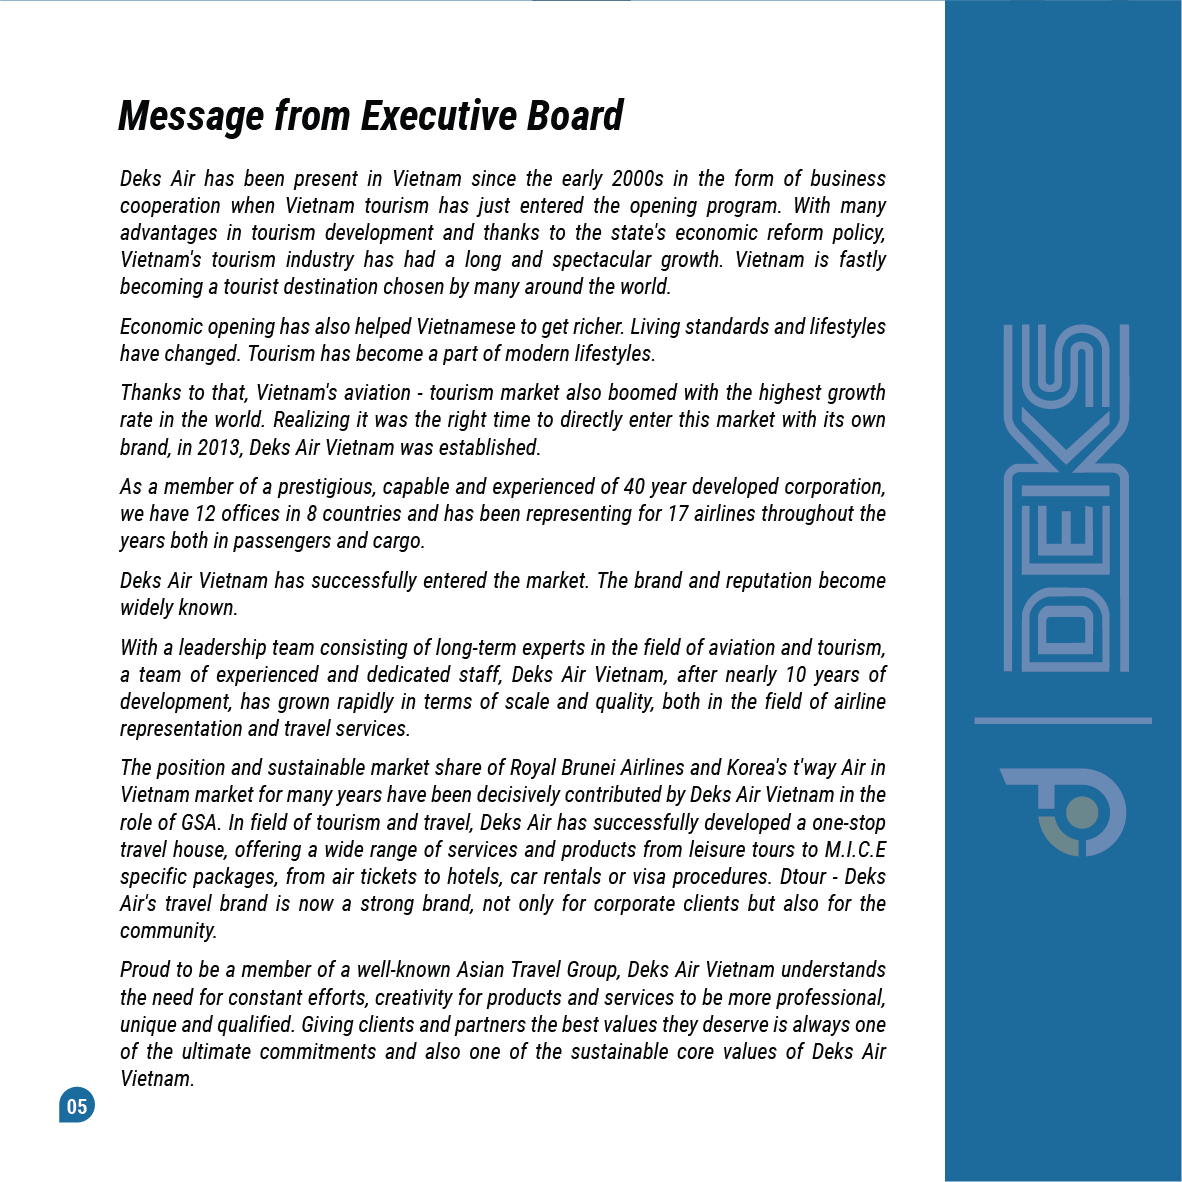 Message from Executive Board
Deks Air has been present in Vietnam since the early 2000s in the form of business
cooperation when Vietnam tourism has just entered the opening program. With many
advantages in tourism development and thanks to the state's economic reform policy,
Vietnam's tourism industry has had a long and spectacular growth. Vietnam is fastly
becoming a tourist destination chosen by many around the world.
Economic opening has also helped Vietnamese to get richer. Living standards and lifestyles
have changed. Tourism has become a part of modern lifestyles.
Thanks to that, Vietnam's aviation - tourism market also boomed with the highest growth
rate in the world. Realizing it was the right time to directly enter this market with its own
brand, in 2013, Deks Air Vietnam was established.
As a member of a prestigious, capable and experienced of 40 year developed corporation,
we have 12 offices in 8 countries and has been representing for 17 airlines throughout the
years both in passengers and cargo.
Deks Air Vietnam has successfully entered the market. The brand and reputation become
widely known.
With a leadership team consisting of long-term experts in the field of aviation and tourism,
a team of experienced and dedicated staff, Deks Air Vietnam, after nearly 10 years of
development, has grown rapidly in terms of scale and quality, both in the field of airline
representation and travel services.
The position and sustainable market share of Royal Brunei Airlines and Korea's t'way Air in
Vietnam market for many years have been decisively contributed by Deks Air Vietnam in the
role of GSA. In field of tourism and travel, Deks Air has successfully developed a one-stop
travel house, offering a wide range of services and products from leisure tours to M.I.C.E
specific packages, from air tickets to hotels, car rentals or visa procedures. Dtour - Deks
Air's travel brand is now a strong brand, not only for corporate clients but also for the
community.
Proud to be a member of a well-known Asian Travel Group, Deks Air Vietnam understands
the need for constant efforts, creativity for products and services to be more professional,
unique and qualified. Giving clients and partners the best values they deserve is always one
of the ultimate commitments and also one of the sustainable core values of Deks Air
Vietnam.
05
DEKS